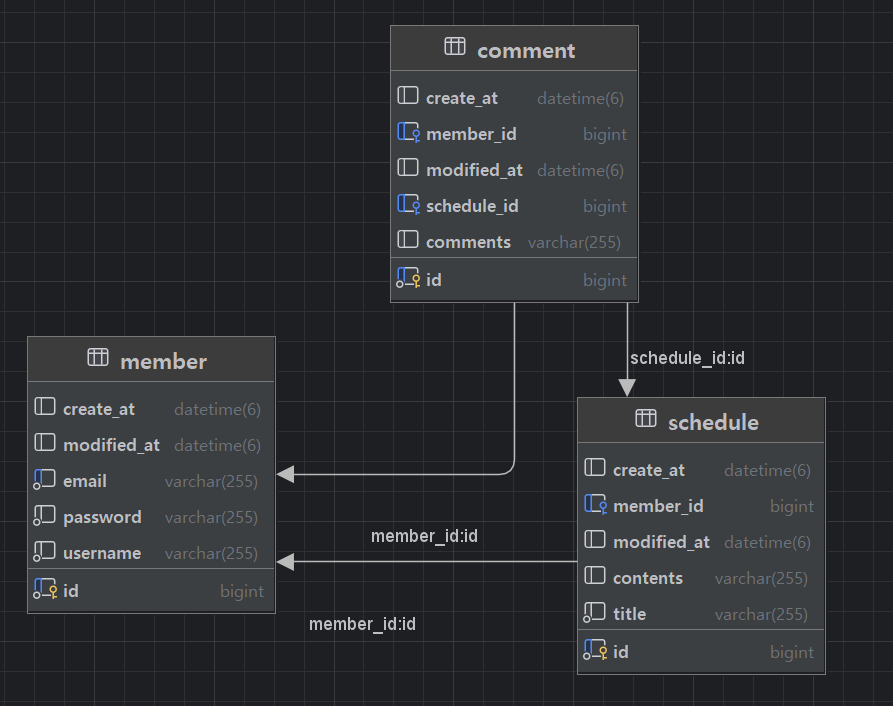 comment
create_at datetime(6)
member_id bigint
modified_at datetime(6)
schedule_id bigint
comments varchar(255)
id bigint
schedule_id:id
member
create_at datetime(6)
modified_at datetime(6)
email varchar(255)
password varchar(255)
username varchar(255)
id bigint
member_id:id
member_id:id
schedule
create_at datetime(6)
member_id bigint
modified_at datetime(6)
contents varchar(255)
title varchar(255)
id bigint